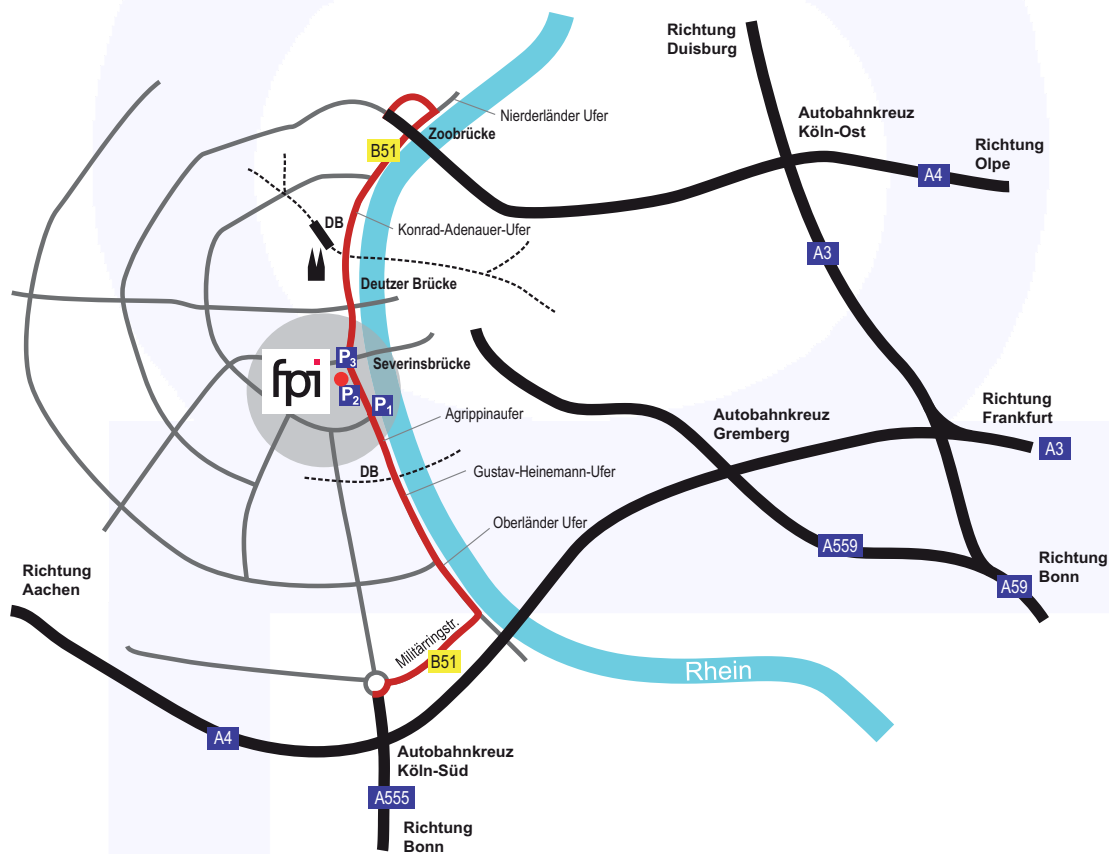 Richtung
Duisburg
Nierderländer Ufer
Autobahnkreuz
Köln-Ost
Zoobrücke
B51
Richtung
Olpe
A4
DB
Konrad-Adenauer-Ufer
A3
Deutzer Brücke
P3
Severinsbrücke
fpi
P2
P1
Agrippinaufer
Autobahnkreuz
Gremberg
Richtung
Frankfurt
A3
DB
Gustav-Heinemann-Ufer
Oberländer Ufer
A559
Richtung
Bonn
A59
Richtung
Aachen
Militärringstr.
B51
Rhein
A4
Autobahnkreuz
Köln-Süd
A555
Richtung
Bonn